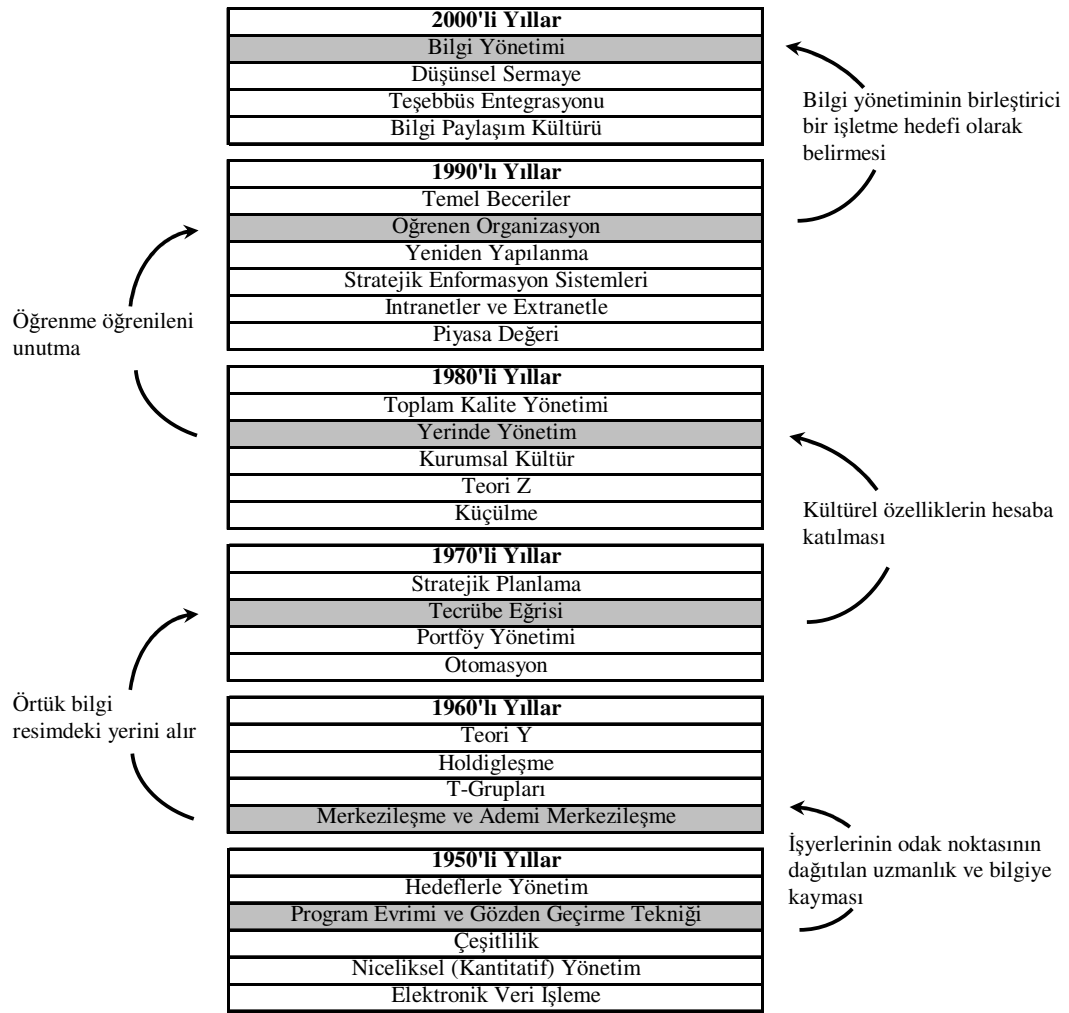 2000'li Yıllar
Bilgi Yönetimi
Düşünsel Sermaye
Teşebbüs Entegrasyonu
Bilgi Paylaşım Kültürü
Bilgi yönetiminin birleştirici
bir işletme hedefi olarak
belirmesi
1990'lı Yıllar
Temel Beceriler
Oğrenen Organizasyon
Yeniden Yapılanma
Stratejik Enformasyon Sistemleri
Intranetler ve Extranetle
Piyasa Değeri
Öğrenme öğrenileni
unutma
1980'li Yıllar
Toplam Kalite Yönetimi
Yerinde Yönetim
Kurumsal Kültür
Teori Z
Küçülme
Kültürel özelliklerin hesaba
katılması
1970'li Yıllar
Stratejik Planlama
Tecrübe Eğrisi
Portföy Yönetimi
Otomasyon
Örtük bilgi
resimdeki yerini alır
1960'lı Yıllar
Teori Y
Holdigleşme
T-Grupları
Merkezileşme ve Ademi Merkezileşme
İşyerlerinin odak noktasının
dağıtılan uzmanlık ve bilgiye
kayması
1950'li Yıllar
Hedeflerle Yönetim
Program Evrimi ve Gözden Geçirme Tekniği
Çeşitlilik
Niceliksel (Kantitatif) Yönetim
Elektronik Veri Işleme